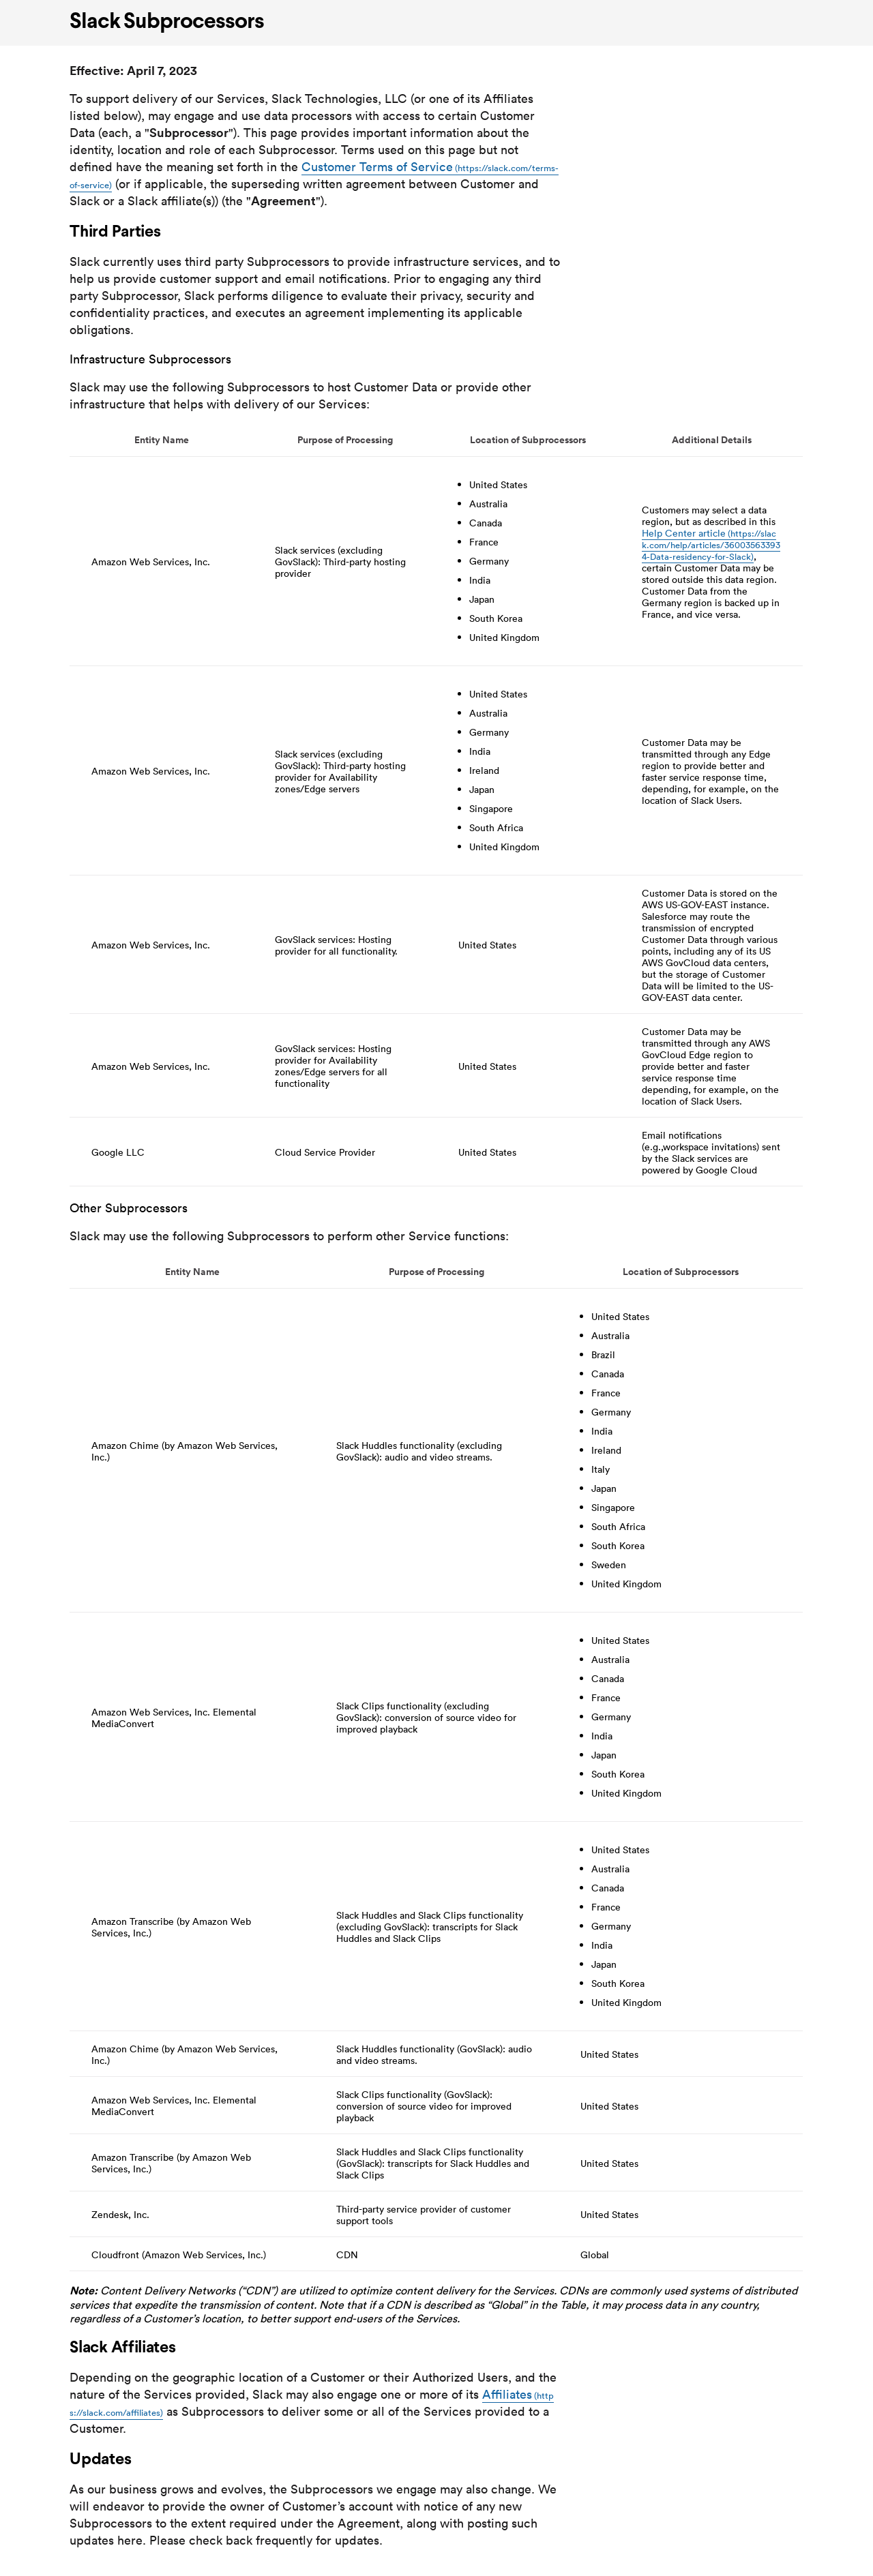 Slack Subprocessors
Effective: April 7, 2023
To support delivery of our Services, Slack Technologies, LLC (or one of its Affiliates
listed below), may engage and use data processors with access to certain Customer
Data (each, a "Subprocessor"). This page provides important information about the
identity, location and role of each Subprocessor. Terms used on this page but not
defined have the meaning set forth in the Customer Terms of Service (https://slack.com/terms-
of-service) (or if applicable, the superseding written agreement between Customer and
Slack or a Slack affiliate(s)) (the "Agreement").
Third Parties
Slack currently uses third party Subprocessors to provide infrastructure services, and to
help us provide customer support and email notifications. Prior to engaging any third
party Subprocessor, Slack performs diligence to evaluate their privacy, security and
confidentiality practices, and executes an agreement implementing its applicable
obligations.
Infrastructure Subprocessors
Slack may use the following Subprocessors to host Customer Data or provide other
infrastructure that helps with delivery of our Services:
Entity Name Purpose of Processing Location of Subprocessors Additional Details
Amazon Web Services, Inc.
Slack services (excluding
GovSlack): Third-party hosting
provider
• United States
• Australia
• Canada
• France
• Germany
• India
• Japan
• South Korea
• United Kingdom
Customers may select a data
region, but as described in this
Help Center article (https://slac
k.com/help/articles/36003563393
4-Data-residency-for-Slack),
certain Customer Data may be
stored outside this data region.
Customer Data from the
Germany region is backed up in
France, and vice versa.
Amazon Web Services, Inc.
Slack services (excluding
GovSlack): Third-party hosting
provider for Availability
zones/Edge servers
• United States
• Australia
• Germany
• India
• Ireland
• Japan
• Singapore
• South Africa
• United Kingdom
Customer Data may be
transmitted through any Edge
region to provide better and
faster service response time,
depending, for example, on the
location of Slack Users.
Amazon Web Services, Inc.
GovSlack services: Hosting
provider for all functionality.
United States
Customer Data is stored on the
AWS US-GOV-EAST instance.
Salesforce may route the
transmission of encrypted
Customer Data through various
points, including any of its US
AWS GovCloud data centers,
but the storage of Customer
Data will be limited to the US-
GOV-EAST data center.
Amazon Web Services, Inc.
GovSlack services: Hosting
provider for Availability
zones/Edge servers for all
functionality
United States
Customer Data may be
transmitted through any AWS
GovCloud Edge region to
provide better and faster
service response time
depending, for example, on the
location of Slack Users.
Google LLC
Cloud Service Provider
United States
Email notifications
(e.g.,workspace invitations) sent
by the Slack services are
powered by Google Cloud
Other Subprocessors
Slack may use the following Subprocessors to perform other Service functions:
Entity Name Purpose of Processing Location of Subprocessors
Amazon Chime (by Amazon Web Services,
Inc.)
Slack Huddles functionality (excluding
GovSlack): audio and video streams.
• United States
• Australia
• Brazil
• Canada
• France
• Germany
• India
• Ireland
• Italy
• Japan
• Singapore
• South Africa
• South Korea
• Sweden
• United Kingdom
Amazon Web Services, Inc. Elemental
MediaConvert
Slack Clips functionality (excluding
GovSlack): conversion of source video for
improved playback
• United States
• Australia
• Canada
• France
• Germany
• India
• Japan
• South Korea
• United Kingdom
Amazon Transcribe (by Amazon Web
Services, Inc.)
Slack Huddles and Slack Clips functionality
(excluding GovSlack): transcripts for Slack
Huddles and Slack Clips
• United States
• Australia
• Canada
• France
• Germany
• India
• Japan
• South Korea
• United Kingdom
Amazon Chime (by Amazon Web Services,
Inc.)
Slack Huddles functionality (GovSlack): audio
and video streams.
United States
Amazon Web Services, Inc. Elemental
MediaConvert
Slack Clips functionality (GovSlack):
conversion of source video for improved
playback
United States
Amazon Transcribe (by Amazon Web
Services, Inc.)
Slack Huddles and Slack Clips functionality
(GovSlack): transcripts for Slack Huddles and
Slack Clips
United States
Zendesk, Inc.
Third-party service provider of customer
support tools
United States
Cloudfront (Amazon Web Services, Inc.)
CDN
Global
Note: Content Delivery Networks (“CDN”) are utilized to optimize content delivery for the Services. CDNs are commonly used systems of distributed
services that expedite the transmission of content. Note that if a CDN is described as “Global” in the Table, it may process data in any country,
regardless of a Customer’s location, to better support end-users of the Services.
Slack Affiliates
Depending on the geographic location of a Customer or their Authorized Users, and the
nature of the Services provided, Slack may also engage one or more of its Affiliates (http
s://slack.com/affiliates) as Subprocessors to deliver some or all of the Services provided to a
Customer.
Updates
As our business grows and evolves, the Subprocessors we engage may also change. We
will endeavor to provide the owner of Customer’s account with notice of any new
Subprocessors to the extent required under the Agreement, along with posting such
updates here. Please check back frequently for updates.